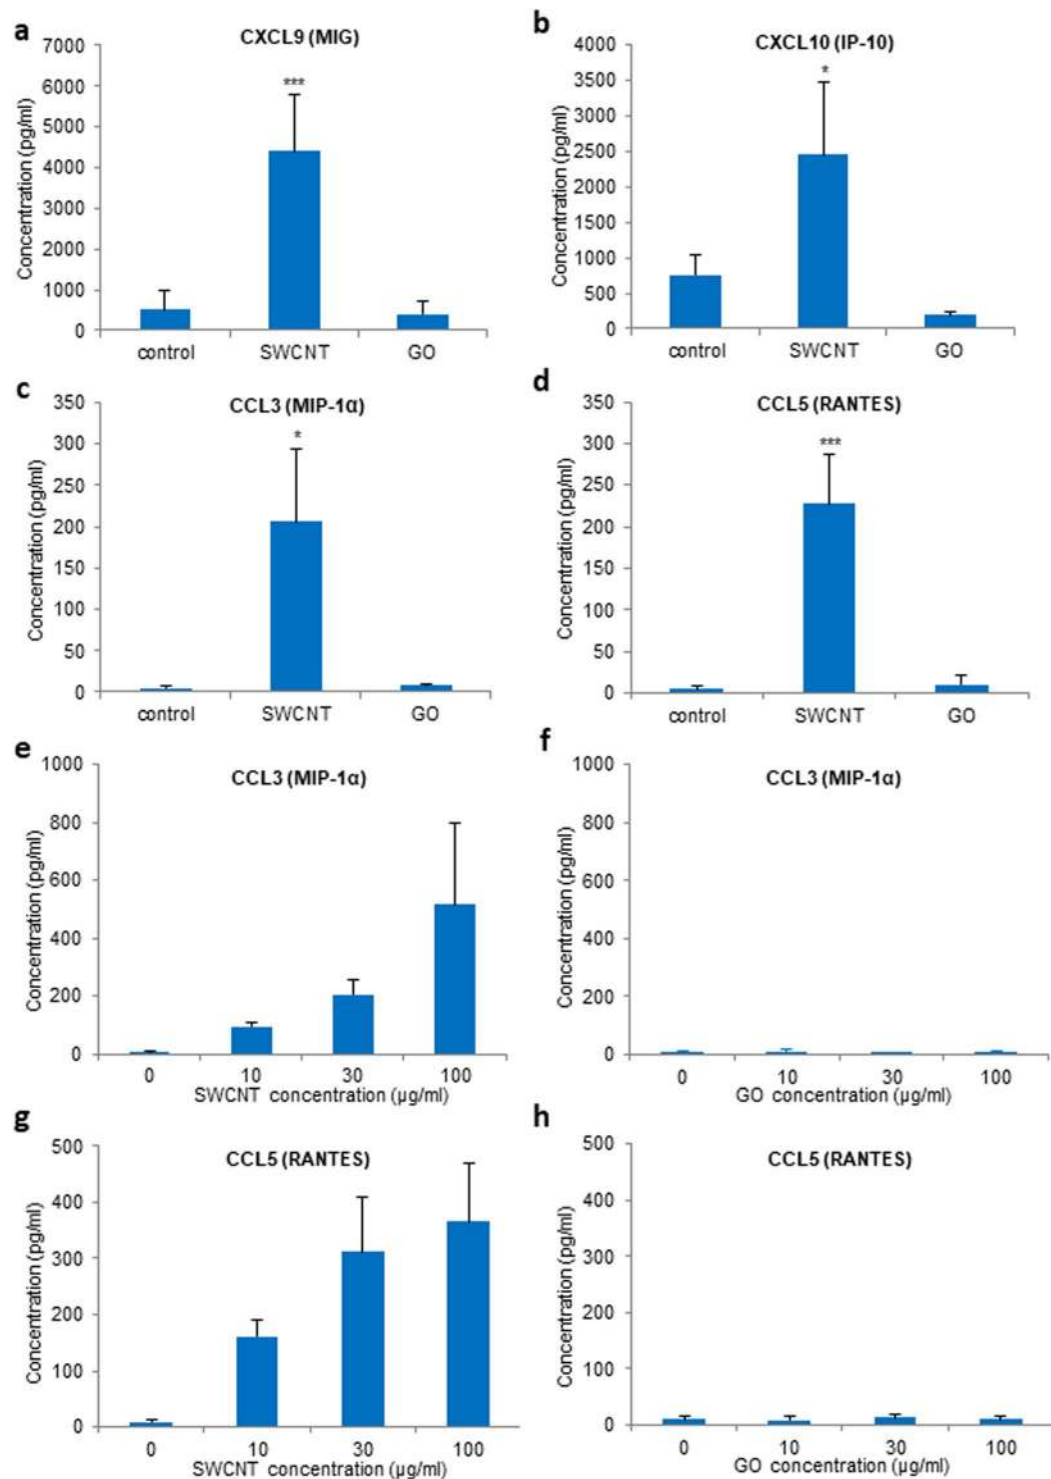 a
CXCL9 (MIG)
Concentration (pg/ml)
7000
6000
5000
4000
3000
2000
1000
0
***
control SWCNT GO
b
CXCL10 (IP-10)
Concentration (pg/ml)
4000
3500
3000
2500
2000
1500
1000
500
0
*
control SWCNT GO
c
CCL3 (MIP-1α)
Concentration (pg/ml)
350
300
250
200
150
100
50
0
*
control SWCNT GO
d
CCL5 (RANTES)
Concentration (pg/ml)
350
300
250
200
150
100
50
0
***
control SWCNT GO
e
CCL3 (MIP-1α)
Concentration (pg/ml)
1000
800
600
400
200
0
0 10 30 100
SWCNT concentration (µg/ml)
f
CCL3 (MIP-1α)
Concentration (pg/ml)
1000
800
600
400
200
0
0 10 30 100
GO concentration (µg/ml)
g
CCL5 (RANTES)
Concentration (pg/ml)
500
400
300
200
100
0
0 10 30 100
SWCNT concentration (µg/ml)
h
CCL5 (RANTES)
Concentration (pg/ml)
500
400
300
200
100
0
0 10 30 100
GO concentration (µg/ml)